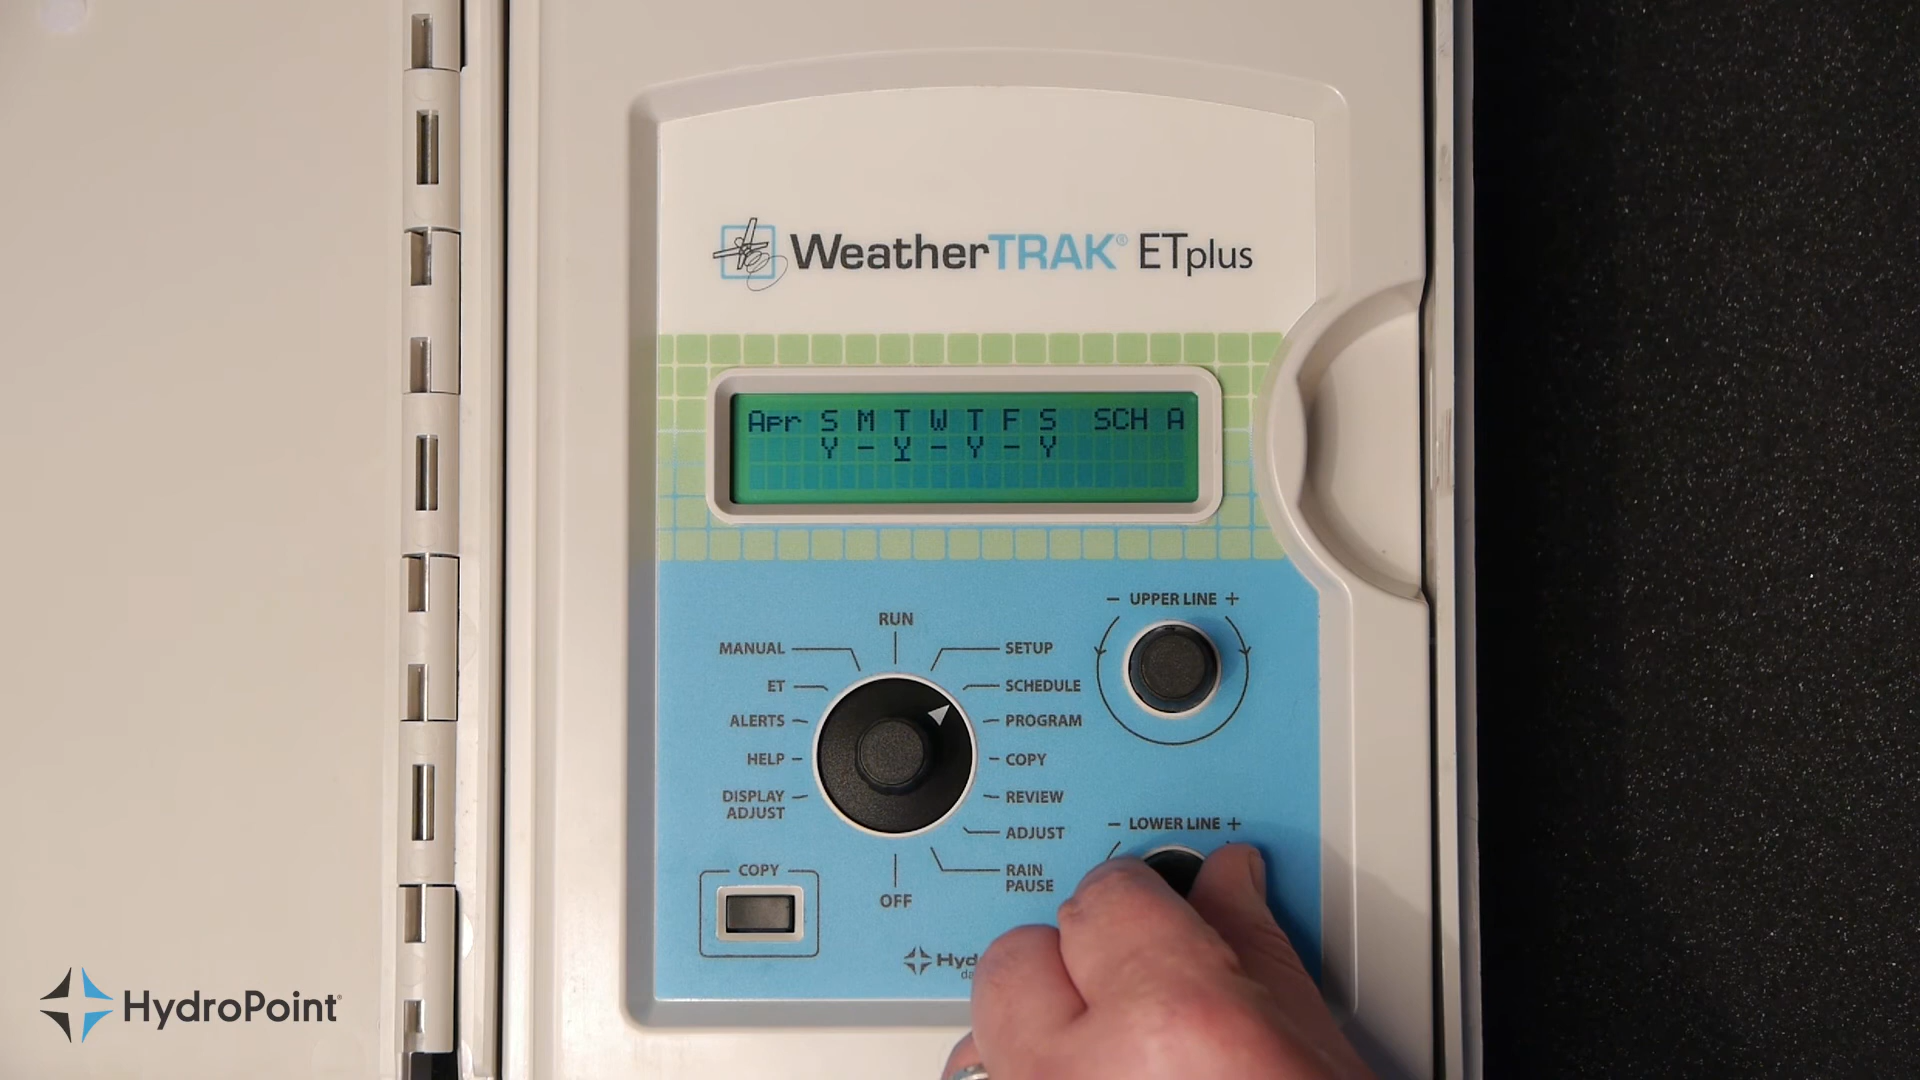 WeatherTRAK® ETplus
Apr S M T W T F S SCH A
Y - Y - Y - Y
− UPPER LINE +
RUN
MANUAL
SETUP
ET
SCHEDULE
ALERTS
PROGRAM
HELP
COPY
DISPLAY
ADJUST
REVIEW
ADJUST
− LOWER LINE +
COPY
RAIN
PAUSE
OFF
HydroPoint